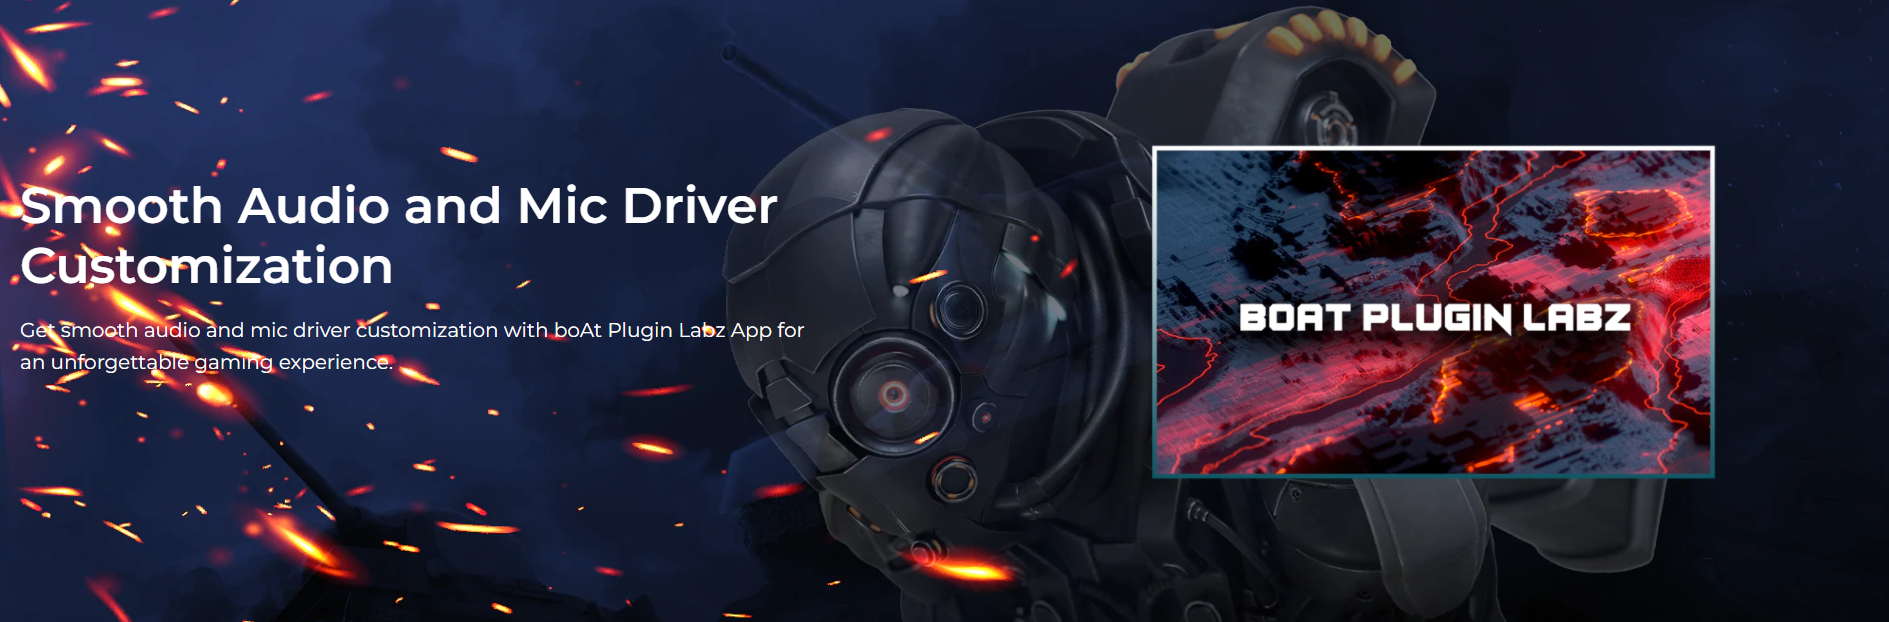 Smooth Audio and Mic Driver
Customization
Get smooth audio and mic driver customization with boAt Plugin Labz App for
an unforgettable gaming experience.
BOAT PLUGIN LABZ